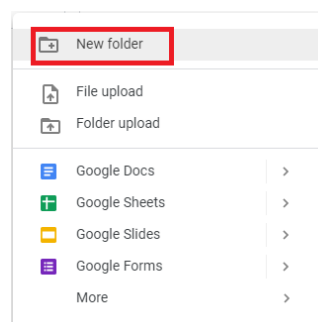 New folder
File upload
Folder upload
Google Docs
Google Sheets
Google Slides
Google Forms
More